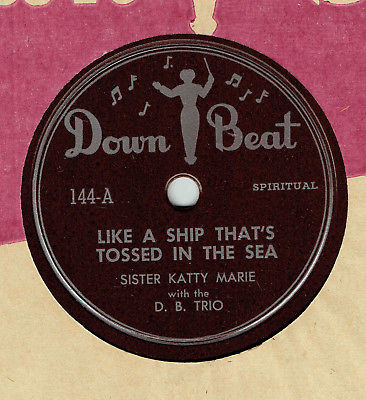 Down Beat
144-A
SPIRITUAL
LIKE A SHIP THAT'S
TOSSED IN THE SEA
SISTER KATTY MARIE
with the
D. B. TRIO